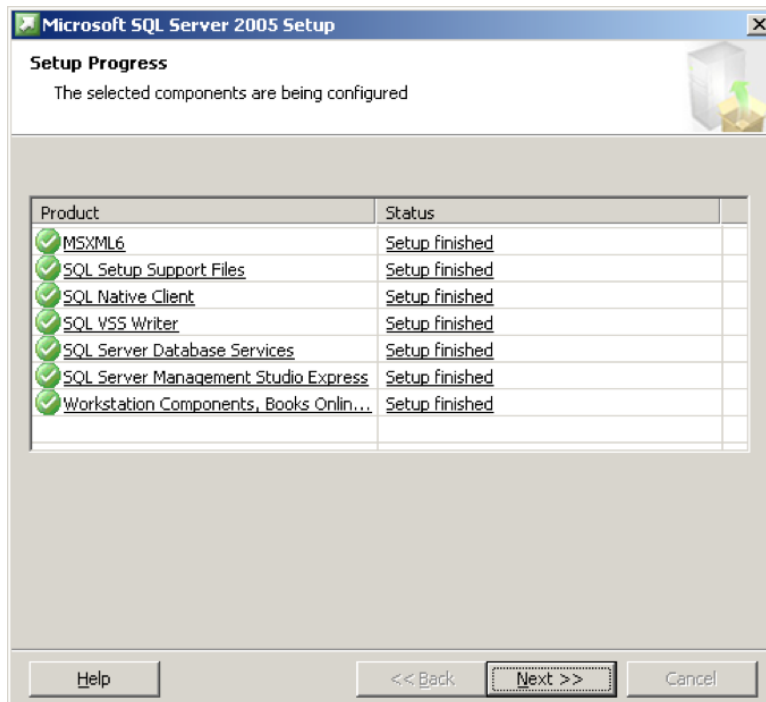 Microsoft SQL Server 2005 Setup
Setup Progress
The selected components are being configured
Product Status
MSXML6 Setup finished
SQL Setup Support Files Setup finished
SQL Native Client Setup finished
SQL VSS Writer Setup finished
SQL Server Database Services Setup finished
SQL Server Management Studio Express Setup finished
Workstation Components, Books Onlin... Setup finished
Help << Back Next >> Cancel